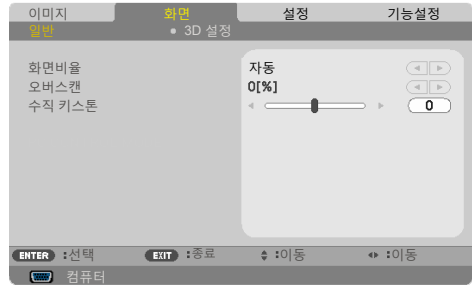 이미지 화면 설정 기능설정
일반 • 3D 설정
화면비율 자동
오버스캔 0[%]
수직 키스톤 0
ENTER :선택 EXIT :종료 :이동 :이동
컴퓨터